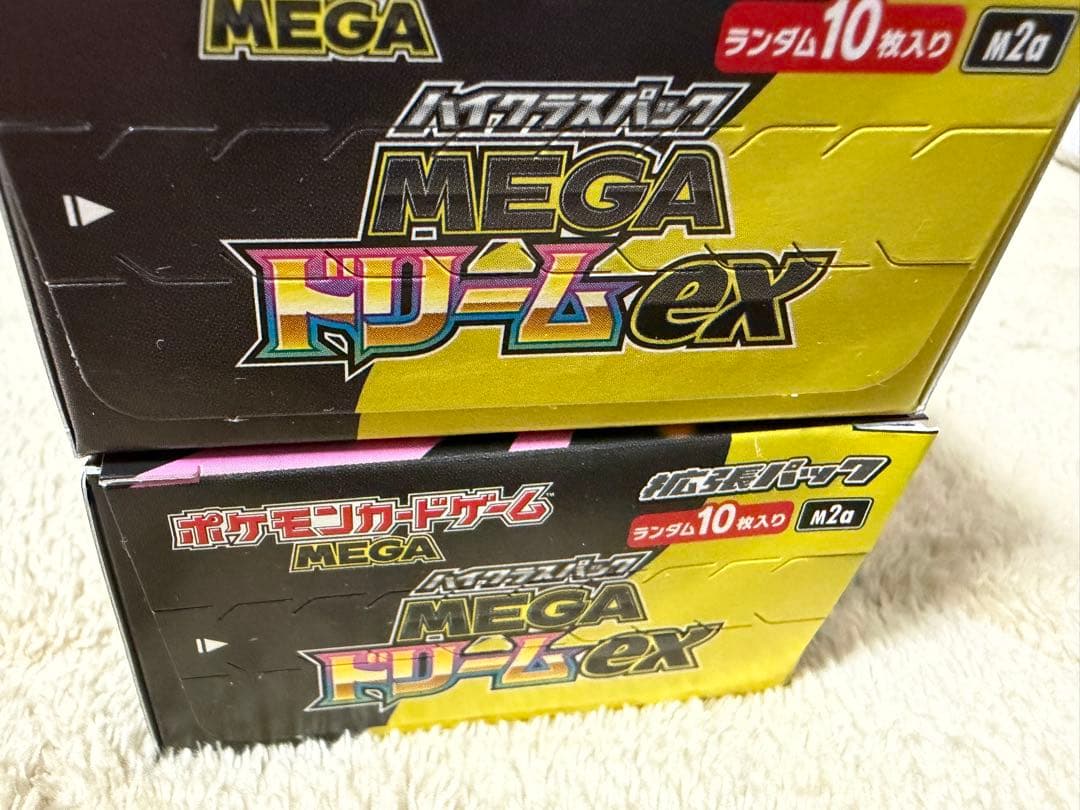 MEGA
ランダム10枚入り
M2a
ハイクラスパック
MEGA
ドリームex
拡張パック
ポケモンカードゲーム™
ランダム10枚入り
M2a
MEGA
ハイクラスパック
MEGA
ドリームex